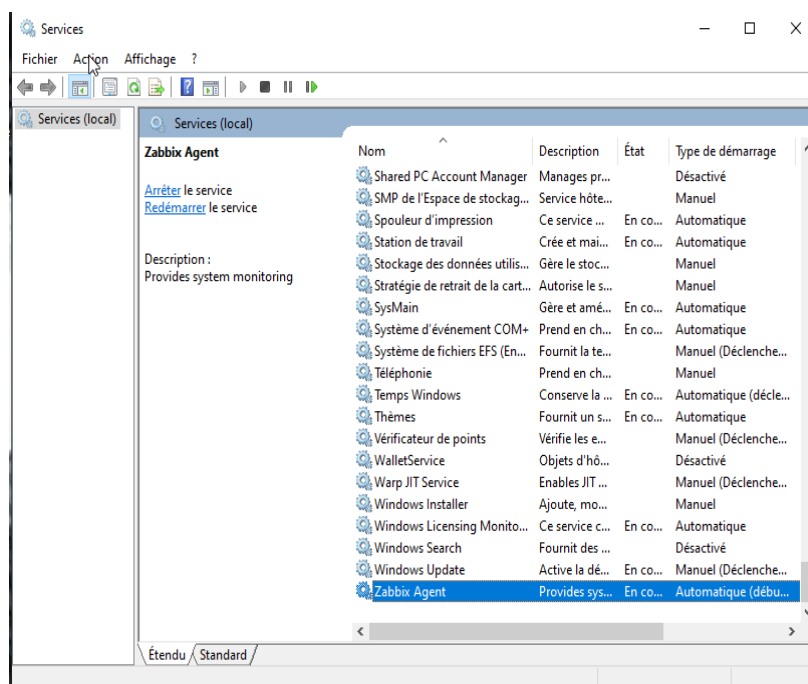 Services
Fichier Action Affichage ?
Services (local)
Services (local)
Zabbix Agent
Arrêter le service
Redémarrer le service
Description :
Provides system monitoring
Nom Description État Type de démarrage
Shared PC Account Manager Manages pr... Désactivé
SMP de l'Espace de stockag... Service hôte... Manuel
Spouleur d'impression Ce service ... En co... Automatique
Station de travail Crée et mai... En co... Automatique
Stockage des données utilis... Gère le stoc... Manuel
Stratégie de retrait de la cart... Autorise le s... Manuel
SysMain Gère et amé... En co... Automatique
Système d'événement COM+ Prend en ch... En co... Automatique
Système de fichiers EFS (En... Fournit la te... Manuel (Déclenche...
Téléphonie Prend en ch... Manuel
Temps Windows Conserve la ... En co... Automatique (décle...
Thèmes Fournit un s... En co... Automatique
Vérificateur de points Vérifie les e... Manuel (Déclenche...
WalletService Objets d'hô... Désactivé
Warp JIT Service Enables JIT ... Manuel (Déclenche...
Windows Installer Ajoute, mo... Manuel
Windows Licensing Monito... Ce service c... En co... Automatique
Windows Search Fournit des ... Désactivé
Windows Update Active la dé... En co... Manuel (Déclenche...
Zabbix Agent Provides sys... En co... Automatique (débu...
Étendu Standard